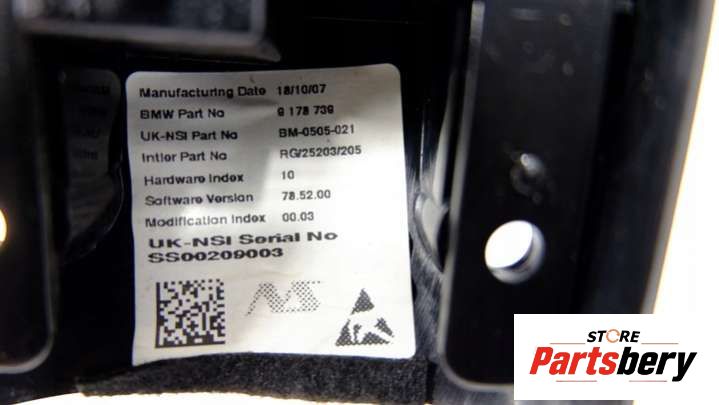 Manufacturing Date 18/10/07
BMW Part No 9 178 739
UK-NSI Part No BM-0505-021
Intier Part No RG/25203/205
Hardware Index 10
Software Version 78.52.00
Modification Index 00.03
UK-NSI Serial No
SS00209003
NS
STORE
Partsbery